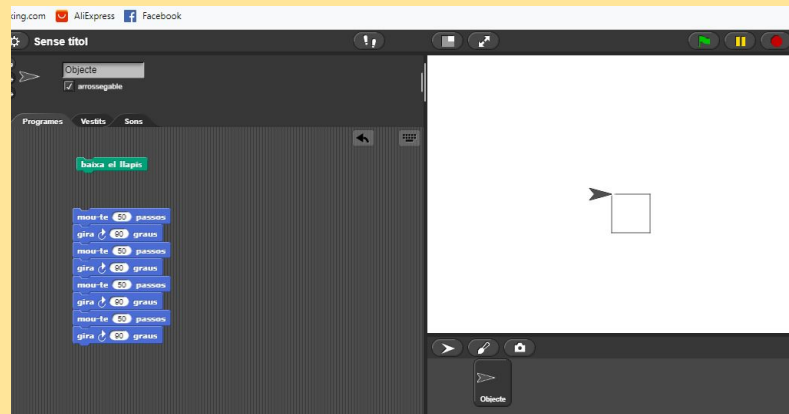 king.com AliExpress Facebook
Sense títol
Objecte
arrossegable
Programes Vestits Sons
baixa el llapis
mou-te 50 passos
gira 90 graus
mou-te 50 passos
gira 90 graus
mou-te 50 passos
gira 90 graus
mou-te 50 passos
gira 90 graus
Objecte